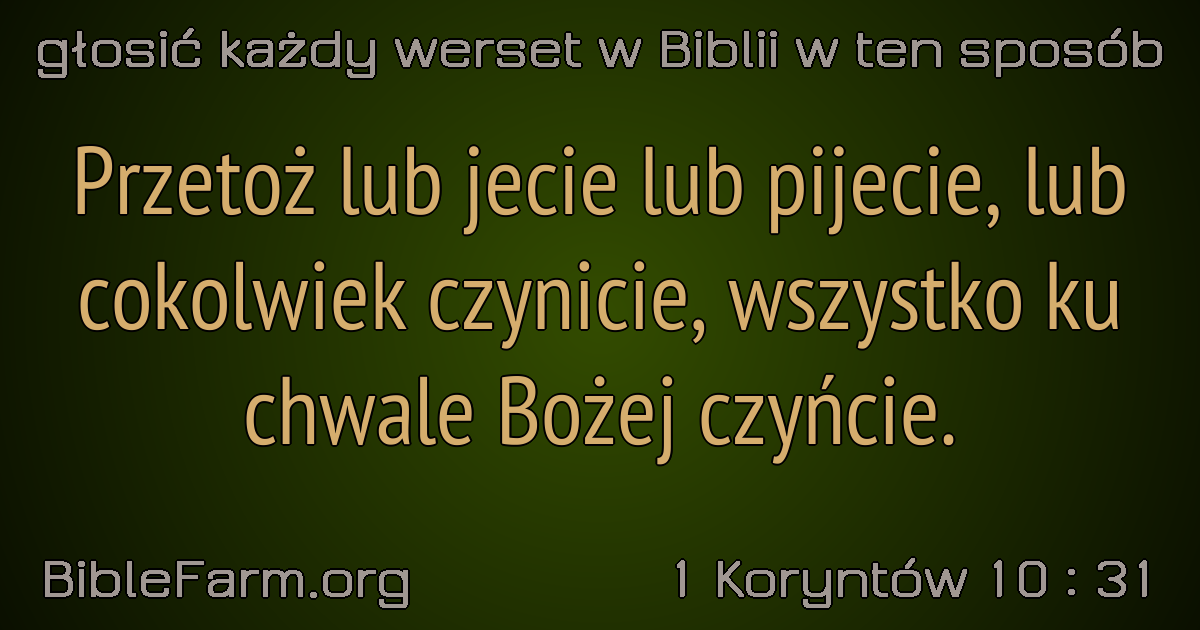 głosić każdy werset w Biblii w ten sposób
Przetoż lub jecie lub pijecie, lub
cokolwiek czynicie, wszystko ku
chwale Bożej czyńcie.
BibleFarm.org
1 Koryntów 10 : 31